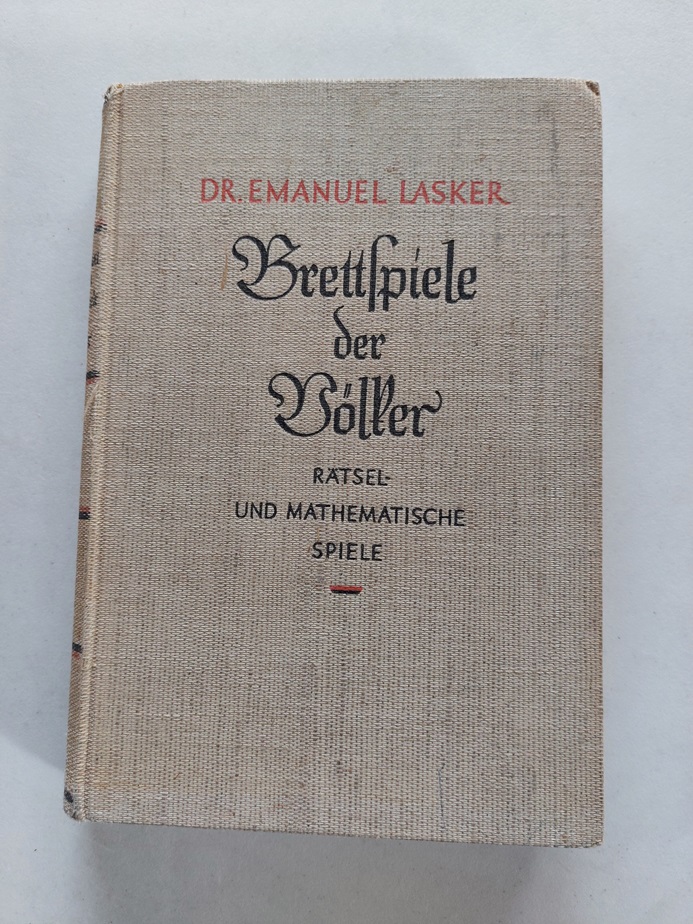 DR. EMANUEL LASKER
Brettſpiele
der
Völker
RÄTSEL-
UND MATHEMATISCHE
SPIELE